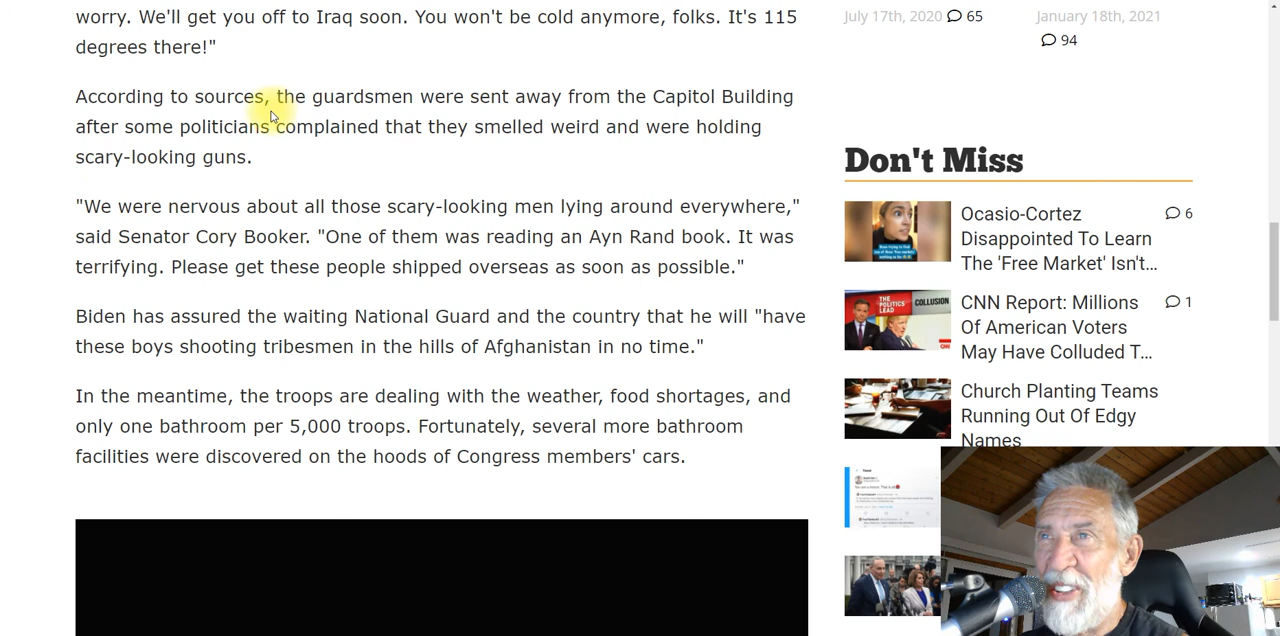 worry. We'll get you off to Iraq soon. You won't be cold anymore, folks. It's 115
degrees there!"
According to sources, the guardsmen were sent away from the Capitol Building
after some politicians complained that they smelled weird and were holding
scary-looking guns.
"We were nervous about all those scary-looking men lying around everywhere,"
said Senator Cory Booker. "One of them was reading an Ayn Rand book. It was
terrifying. Please get these people shipped overseas as soon as possible."
Biden has assured the waiting National Guard and the country that he will "have
these boys shooting tribesmen in the hills of Afghanistan in no time."
In the meantime, the troops are dealing with the weather, food shortages, and
only one bathroom per 5,000 troops. Fortunately, several more bathroom
facilities were discovered on the hoods of Congress members' cars.
July 17th, 2020 65
January 18th, 2021
94
Don't Miss
Ocasio-Cortez 6
Disappointed To Learn
The 'Free Market' Isn't...
THE
POLITICS
LEAD
COLLUSION
CNN Report: Millions 1
Of American Voters
May Have Colluded T...
Church Planting Teams
Running Out Of Edgy
Names